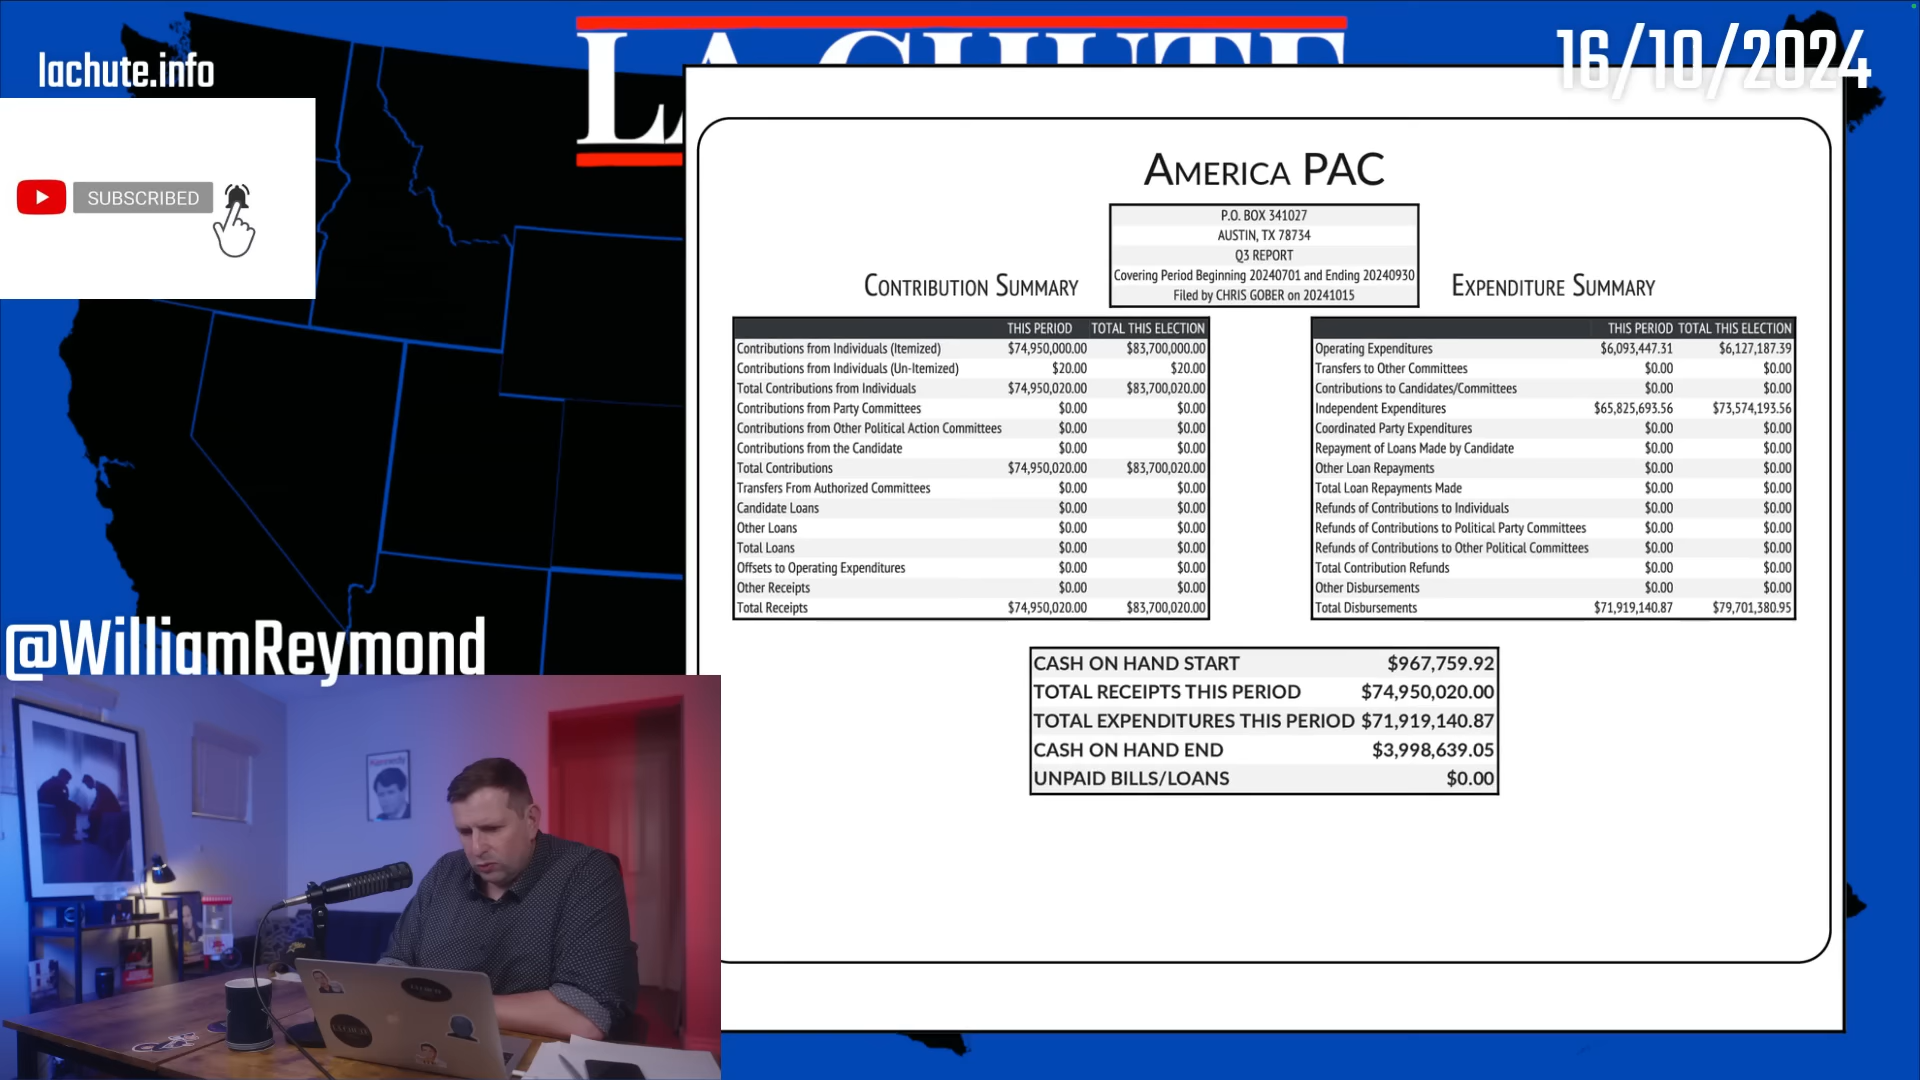 lachute.info
LA CHUTE
16/10/2024
SUBSCRIBED
@WilliamReymond
AMERICA PAC
P.O. BOX 341027
AUSTIN, TX 78734
Q3 REPORT
Covering Period Beginning 20240701 and Ending 20240930
Filed by CHRIS GOBER on 20241015
CONTRIBUTION SUMMARY
THIS PERIOD TOTAL THIS ELECTION
Contributions from Individuals (Itemized) $74,950,000.00 $83,700,000.00
Contributions from Individuals (Un-Itemized) $20.00 $20.00
Total Contributions from Individuals $74,950,020.00 $83,700,020.00
Contributions from Party Committees $0.00 $0.00
Contributions from Other Political Action Committees $0.00 $0.00
Contributions from the Candidate $0.00 $0.00
Total Contributions $74,950,020.00 $83,700,020.00
Transfers From Authorized Committees $0.00 $0.00
Candidate Loans $0.00 $0.00
Other Loans $0.00 $0.00
Total Loans $0.00 $0.00
Offsets to Operating Expenditures $0.00 $0.00
Other Receipts $0.00 $0.00
Total Receipts $74,950,020.00 $83,700,020.00
EXPENDITURE SUMMARY
THIS PERIOD TOTAL THIS ELECTION
Operating Expenditures $6,093,447.31 $6,127,187.39
Transfers to Other Committees $0.00 $0.00
Contributions to Candidates/Committees $0.00 $0.00
Independent Expenditures $65,825,693.56 $73,574,193.56
Coordinated Party Expenditures $0.00 $0.00
Repayment of Loans Made by Candidate $0.00 $0.00
Other Loan Repayments $0.00 $0.00
Total Loan Repayments Made $0.00 $0.00
Refunds of Contributions to Individuals $0.00 $0.00
Refunds of Contributions to Political Party Committees $0.00 $0.00
Refunds of Contributions to Other Political Committees $0.00 $0.00
Total Contribution Refunds $0.00 $0.00
Other Disbursements $0.00 $0.00
Total Disbursements $71,919,140.87 $79,701,380.95
CASH ON HAND START $967,759.92
TOTAL RECEIPTS THIS PERIOD $74,950,020.00
TOTAL EXPENDITURES THIS PERIOD $71,919,140.87
CASH ON HAND END $3,998,639.05
UNPAID BILLS/LOANS $0.00
Kennedy
LA CHUTE
LA CHUTE